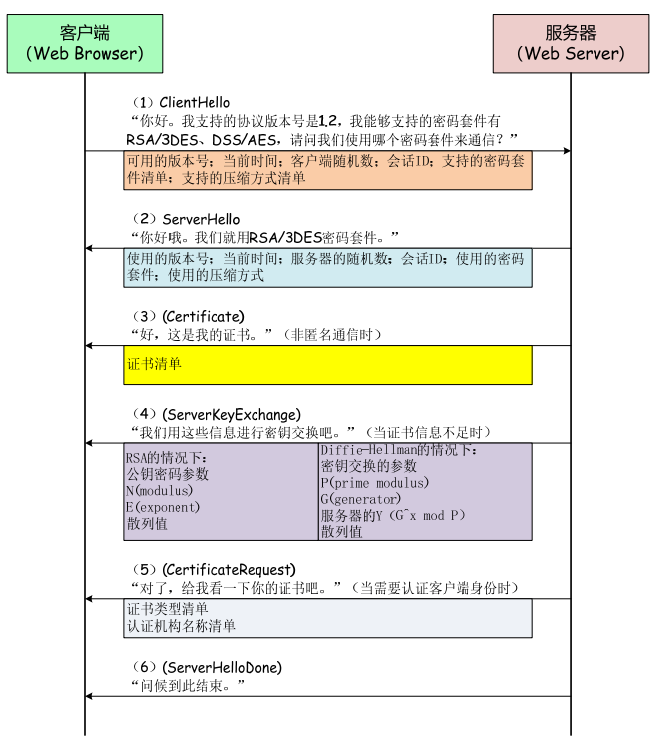 客户端
(Web Browser)
服务器
(Web Server)
（1）ClientHello
“你好。我支持的协议版本号是1.2，我能够支持的密码套件有
RSA/3DES、DSS/AES，请问我们使用哪个密码套件来通信？”
可用的版本号；当前时间；客户端随机数；会话ID；支持的密码套
件清单；支持的压缩方式清单
（2）ServerHello
“你好哦。我们就用RSA/3DES密码套件。”
使用的版本号；当前时间；服务器的随机数；会话ID；使用的密码
套件；使用的压缩方式
（3）(Certificate)
“好，这是我的证书。”（非匿名通信时）
证书清单
（4）(ServerKeyExchange)
“我们用这些信息进行密钥交换吧。”（当证书信息不足时）
RSA的情况下：
公钥密码参数
N(modulus)
E(exponent)
散列值
Diffie-Hellman的情况下：
密钥交换的参数
P(prime modulus)
G(generator)
服务器的Y（G^x mod P）
散列值
（5）(CertificateRequest)
“对了，给我看一下你的证书吧。”（当需要认证客户端身份时）
证书类型清单
认证机构名称清单
（6）(ServerHelloDone)
“问候到此结束。”